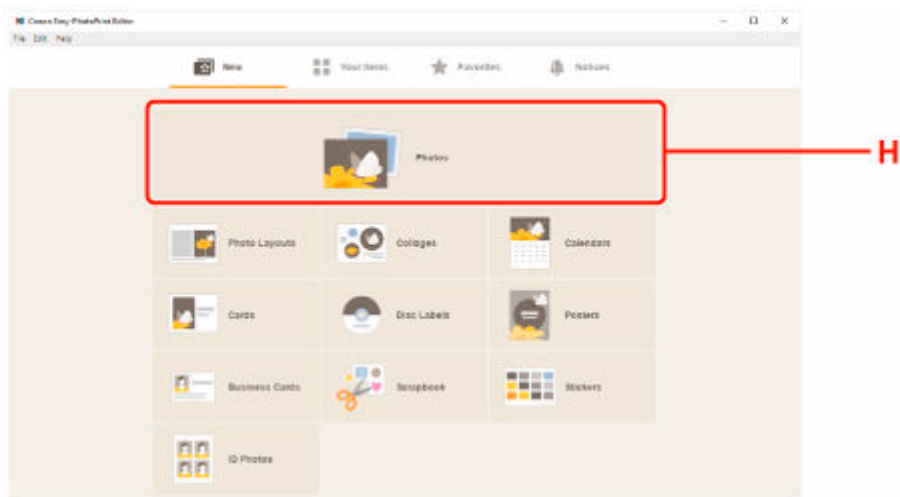 Canon Easy-PhotoPrint Editor
File Edit Help
New Your Items Favorites Notices
Photos
H
Photo Layouts Collages Calendars
Cards Disc Labels Posters
Business Cards Scrapbook Stickers
ID Photos